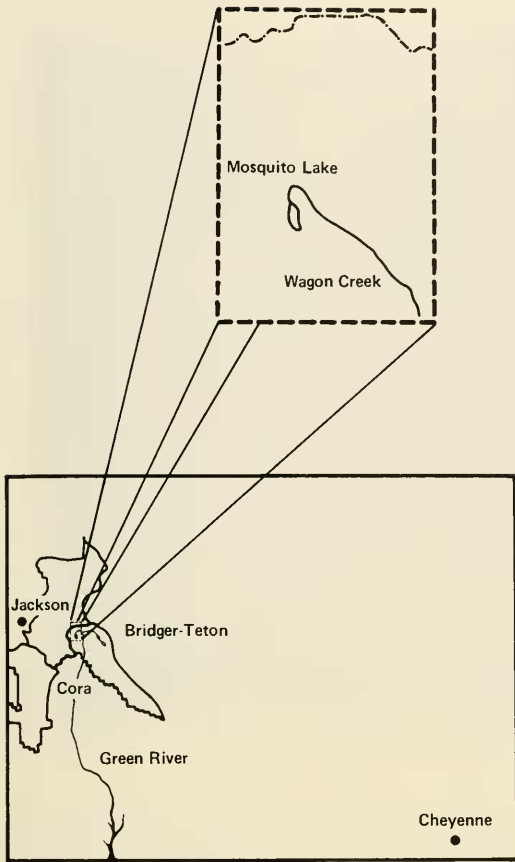 Mosquito Lake
Wagon Creek
Jackson
Bridger-Teton
Cora
Green River
Cheyenne